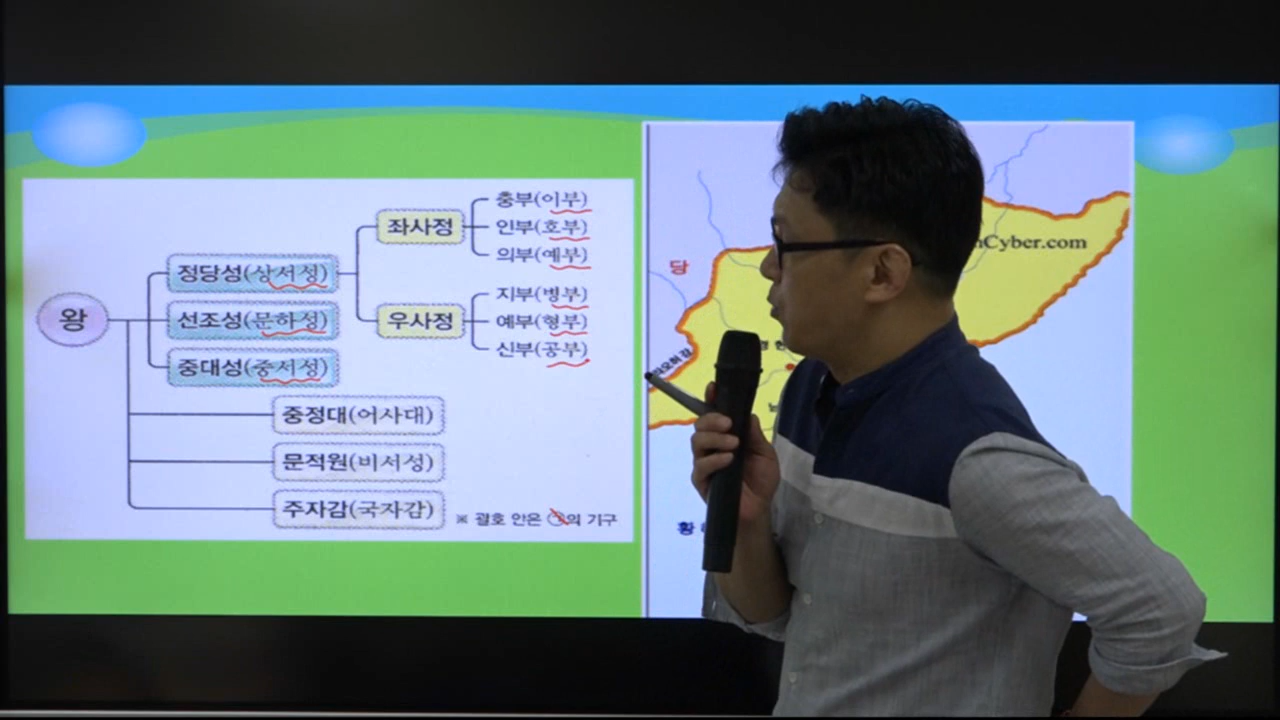 왕
정당성(상서성)
선조성(문하성)
중대성(중서성)
중정대(어사대)
문적원(비서성)
주자감(국자감)
좌사정
우사정
충부(이부)
인부(호부)
의부(예부)
지부(병부)
예부(형부)
신부(공부)
※ 괄호 안은 의 기구
당
Cyber.com
황